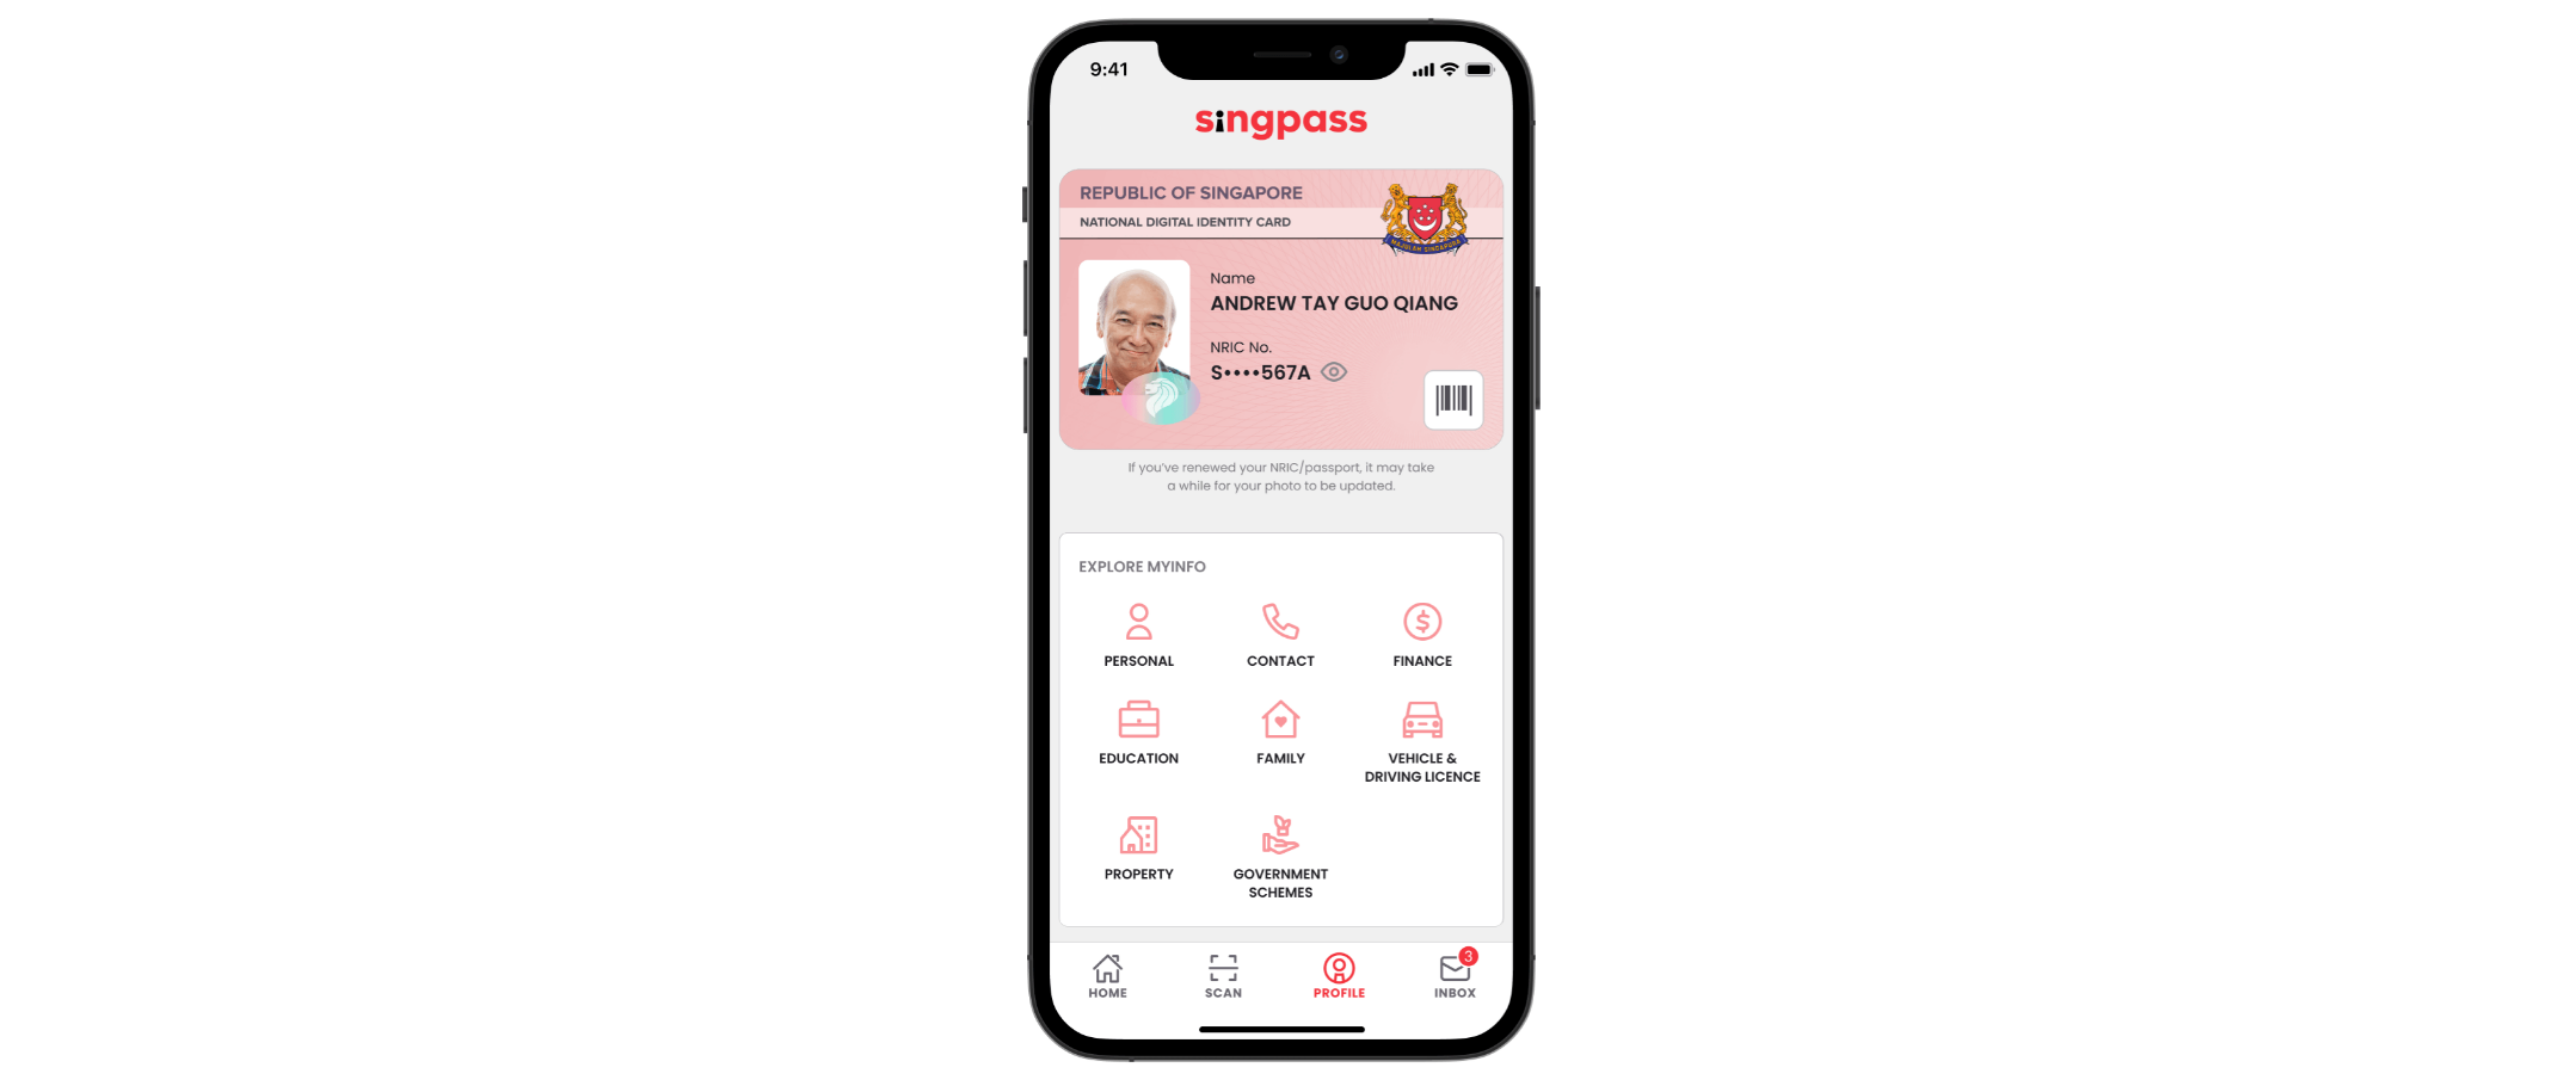 9:41
singpass
REPUBLIC OF SINGAPORE
NATIONAL DIGITAL IDENTITY CARD
MAJULAH SINGAPURA
Name
ANDREW TAY GUO QIANG
NRIC No.
S••••567A
If you've renewed your NRIC/passport, it may take
a while for your photo to be updated.
EXPLORE MYINFO
PERSONAL
CONTACT
FINANCE
EDUCATION
FAMILY
VEHICLE &
DRIVING LICENCE
PROPERTY
GOVERNMENT
SCHEMES
HOME
SCAN
PROFILE
3
INBOX